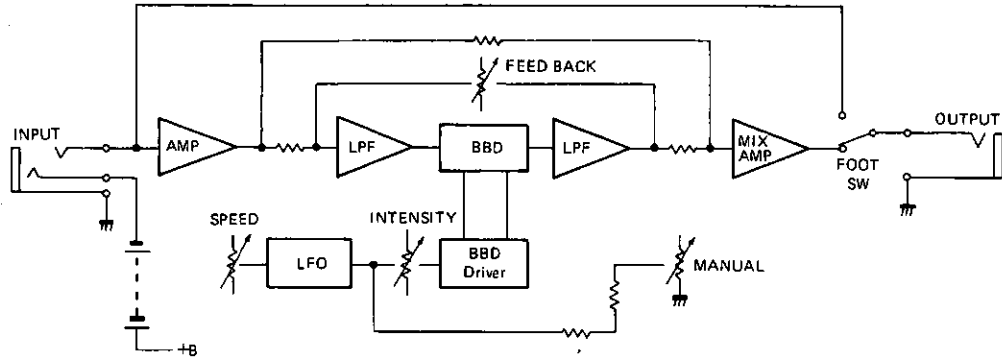 FEED BACK
INPUT
AMP
LPF
BBD
LPF
MIX
AMP
OUTPUT
FOOT
SW
SPEED
INTENSITY
LFO
BBD
Driver
MANUAL
+B